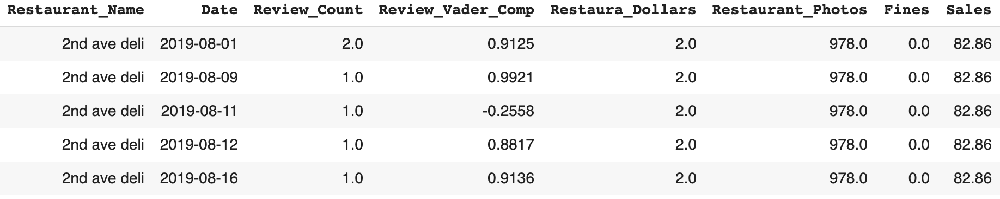 Restaurant_Name Date Review_Count Review_Vader_Comp Restaura_Dollars Restaurant_Photos Fines Sales
2nd ave deli 2019-08-01 2.0 0.9125 2.0 978.0 0.0 82.86
2nd ave deli 2019-08-09 1.0 0.9921 2.0 978.0 0.0 82.86
2nd ave deli 2019-08-11 1.0 -0.2558 2.0 978.0 0.0 82.86
2nd ave deli 2019-08-12 1.0 0.8817 2.0 978.0 0.0 82.86
2nd ave deli 2019-08-16 1.0 0.9136 2.0 978.0 0.0 82.86